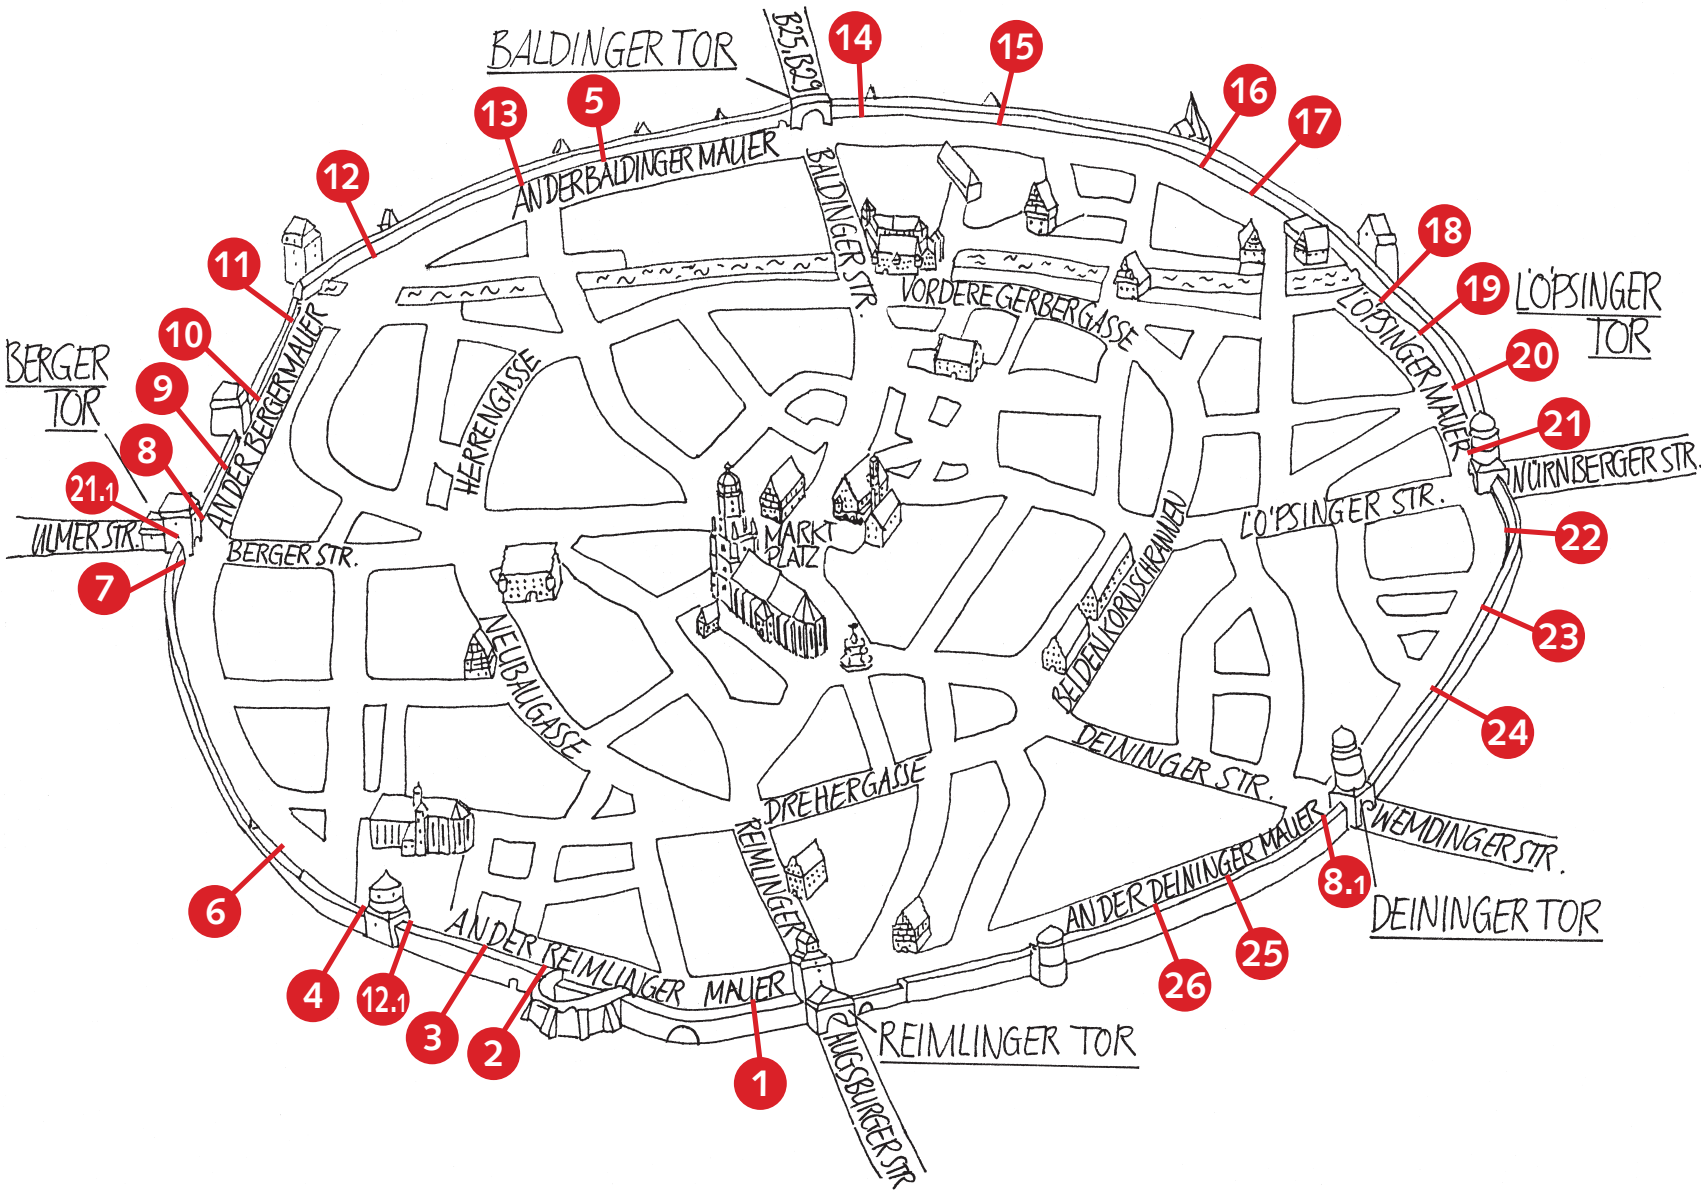 BALDINGER TOR
B25, B29
14
15
16
17
5
13
12
AN DER BALDINGER MAUER
BALDINGER STR.
11
18
19
LÖPSINGER
TOR
VORDERE GERBERGASSE
LÖPSINGER MAUER
10
BERGER
TOR
9
20
AN DER BERGER MAUER
HERRENGASSE
8
21
21.1
NÜRNBERGER STR.
LÖPSINGER STR.
ULMER STR.
BERGER STR.
MARKT
PLATZ
22
7
BEI DEN KORNSCHRANNEN
23
NEUBAUGASSE
24
DEININGER STR.
DREHERGASSE
REIMLINGER
WEMDINGER STR.
AN DER DEININGER MAUER
6
8.1
DEININGER TOR
4
12.1
AN DER REIMLINGER MAUER
25
26
3
2
1
REIMLINGER TOR
AUGSBURGER STR